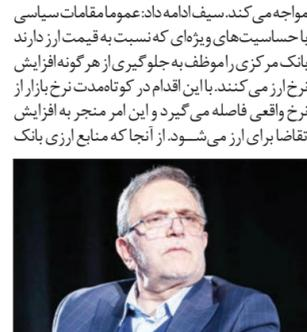 مواجه می کند. سیف ادامه داد: عموما مقامات سیاسی
با حساسیت‌های ویژه‌ای که نسبت به قیمت ارز دارند
بانک مرکزی را موظف به جلوگیری از هر گونه افزایش
نرخ ارز می کنند. با این اقدام در کوتاه‌مدت نرخ بازار از
نرخ واقعی فاصله می گیرد و این امر منجر به افزایش
تقاضا برای ارز می‌شود. از آنجا که منابع ارزی بانک